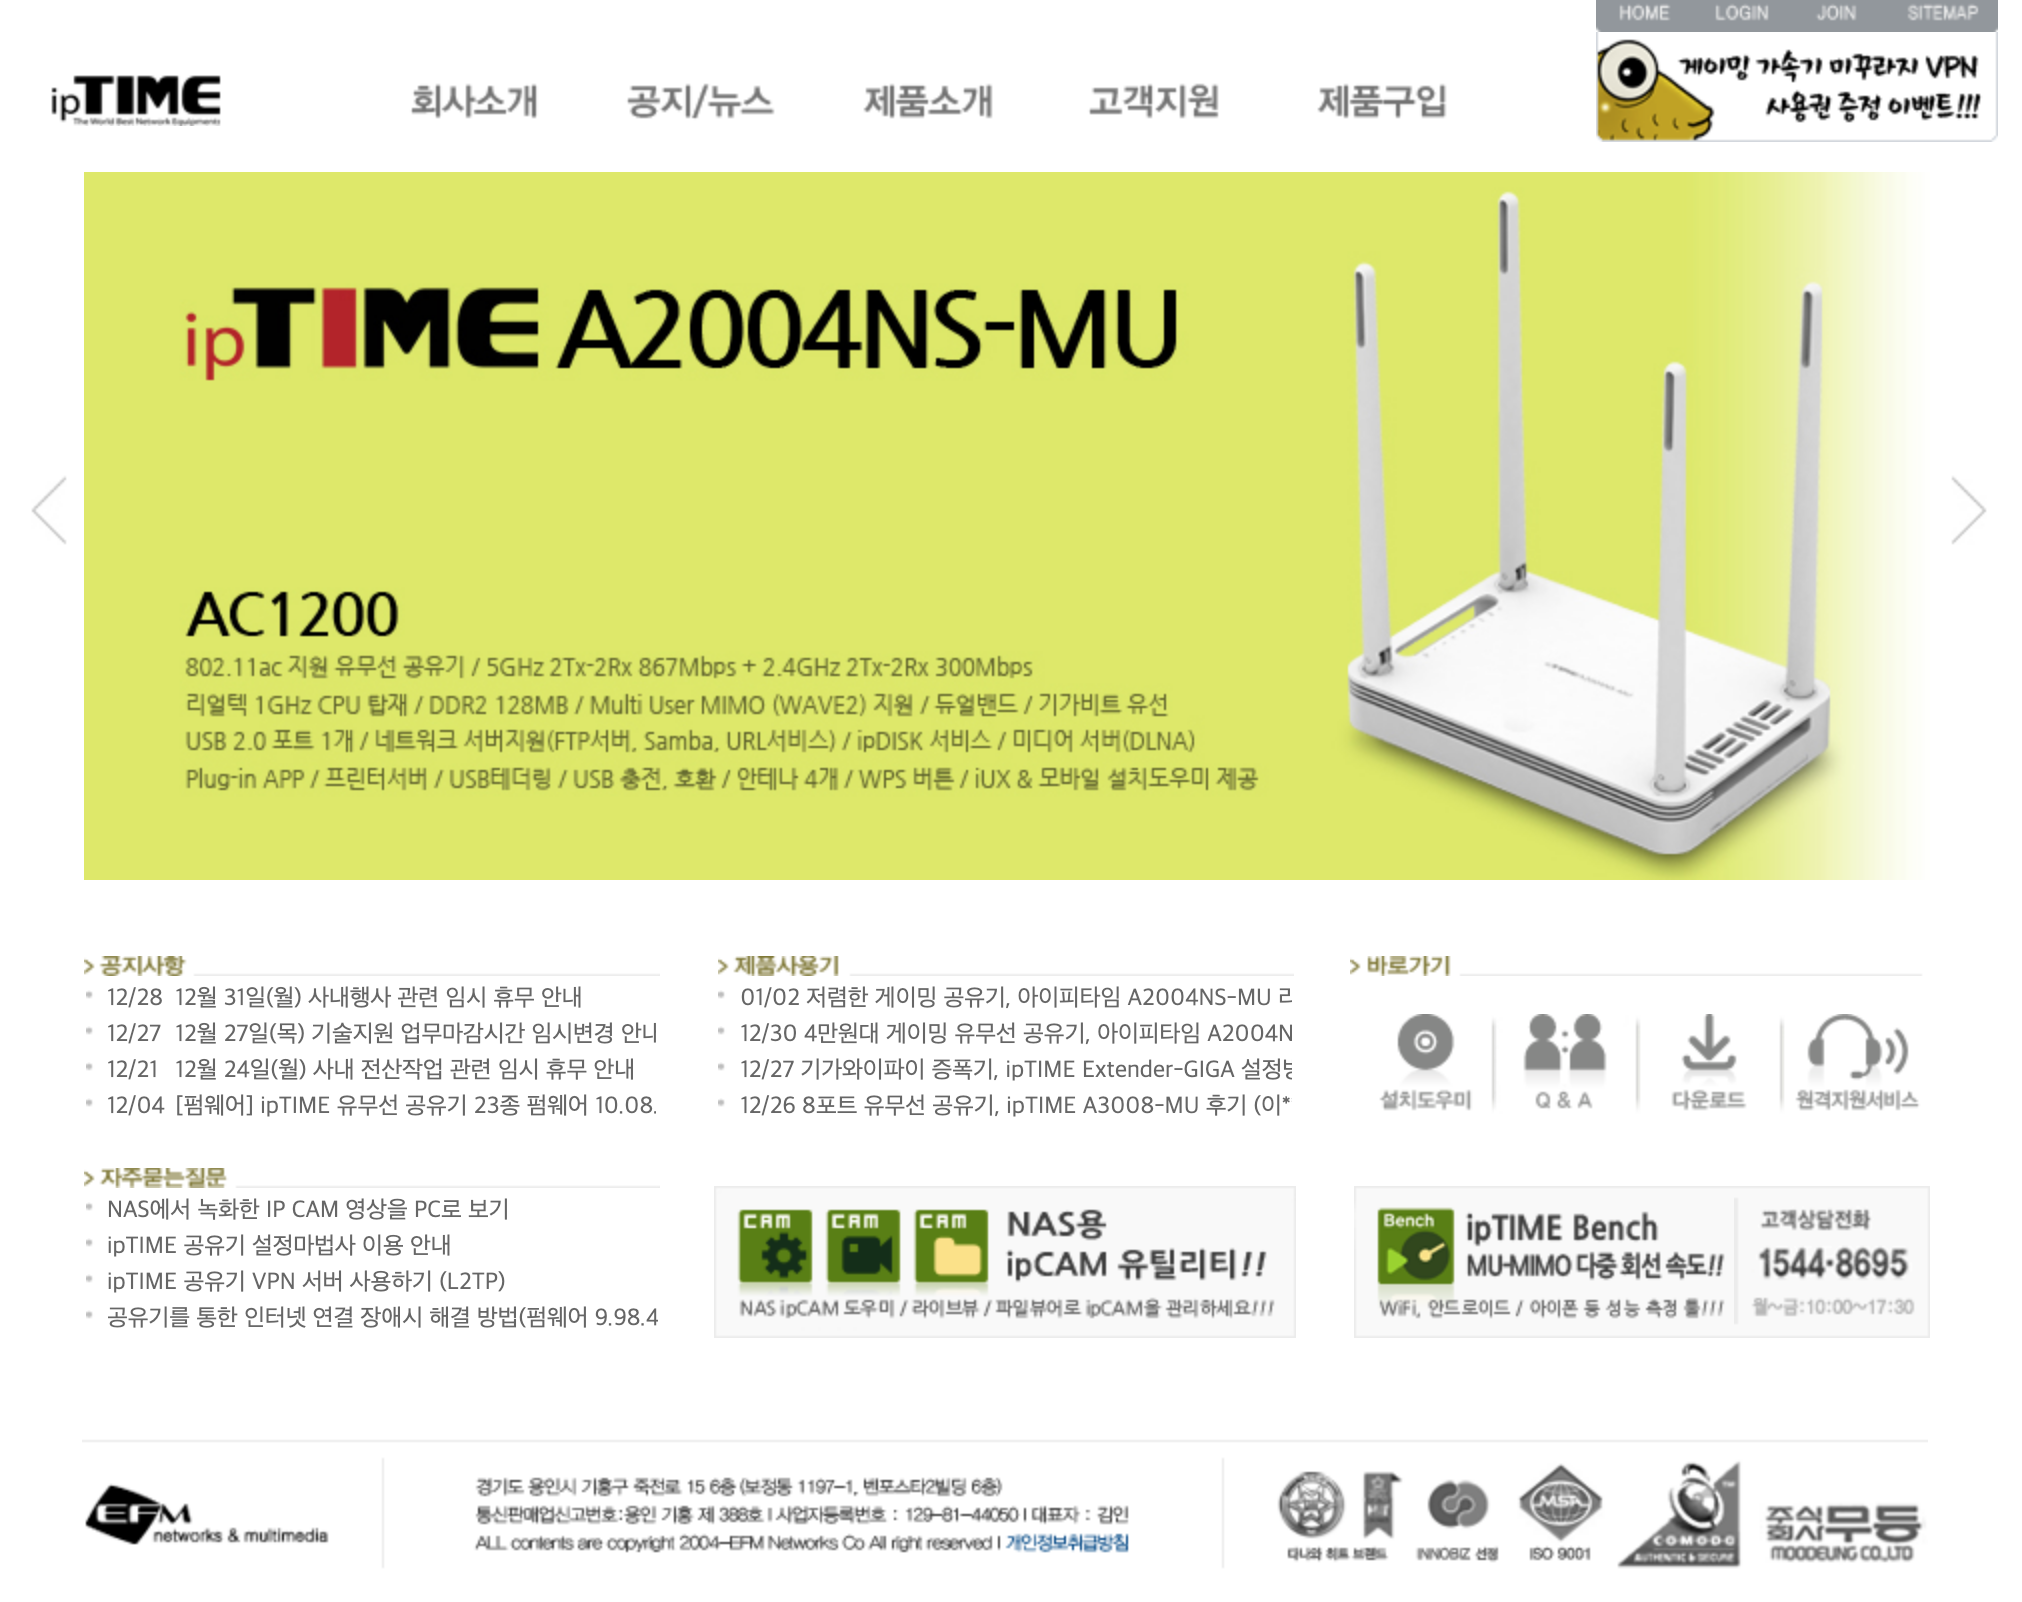 HOME LOGIN JOIN SITEMAP
ipTIME
The World Best Network Equipments
회사소개 공지/뉴스 제품소개 고객지원 제품구입
게이밍 가속기 미꾸라지 VPN
사용권 증정 이벤트!!!
ipTIME A2004NS-MU
AC1200
802.11ac 지원 유무선 공유기 / 5GHz 2Tx-2Rx 867Mbps + 2.4GHz 2Tx-2Rx 300Mbps
리얼텍 1GHz CPU 탑재 / DDR2 128MB / Multi User MIMO (WAVE2) 지원 / 듀얼밴드 / 기가비트 유선
USB 2.0 포트 1개 / 네트워크 서버지원(FTP서버, Samba, URL서비스) / ipDISK 서비스 / 미디어 서버(DLNA)
Plug-in APP / 프린터서버 / USB테더링 / USB 충전, 호환 / 안테나 4개 / WPS 버튼 / iUX & 모바일 설치도우미 제공
> 공지사항
12/28 12월 31일(월) 사내행사 관련 임시 휴무 안내
12/27 12월 27일(목) 기술지원 업무마감시간 임시변경 안내
12/21 12월 24일(월) 사내 전산작업 관련 임시 휴무 안내
12/04 [펌웨어] ipTIME 유무선 공유기 23종 펌웨어 10.08.
> 제품사용기
01/02 저렴한 게이밍 공유기, 아이피타임 A2004NS-MU 리
12/30 4만원대 게이밍 유무선 공유기, 아이피타임 A2004N
12/27 기가와이파이 증폭기, ipTIME Extender-GIGA 설정방
12/26 8포트 유무선 공유기, ipTIME A3008-MU 후기 (이*
> 바로가기
설치도우미 Q & A 다운로드 원격지원서비스
> 자주묻는질문
NAS에서 녹화한 IP CAM 영상을 PC로 보기
ipTIME 공유기 설정마법사 이용 안내
ipTIME 공유기 VPN 서버 사용하기 (L2TP)
공유기를 통한 인터넷 연결 장애시 해결 방법(펌웨어 9.98.4
CAM CAM CAM
NAS용
ipCAM 유틸리티!!
NAS ipCAM 도우미 / 라이브뷰 / 파일뷰어로 ipCAM을 관리하세요!!!
Bench
ipTIME Bench
MU-MIMO 다중 회선 속도!!
WiFi, 안드로이드 / 아이폰 등 성능 측정 툴!!!
고객상담전화
1544·8695
월~금:10:00~17:30
EFM
networks & multimedia
경기도 용인시 기흥구 죽전로 15 6층 (보정동 1197-1, 벤포스타2빌딩 6층)
통신판매업신고번호:용인 기흥 제 388호 I 사업자등록번호 : 129-81-44050 I 대표자 : 김인
ALL contents are copyright 2004-EFM Networks Co All right reserved I 개인정보취급방침
다나와 히트 브랜드
INNOBIZ 선정
MSA
ISO 9001
COMODO
AUTHENTIC & SECURE
주식회사 무등
MOODEUNG CO.,LTD